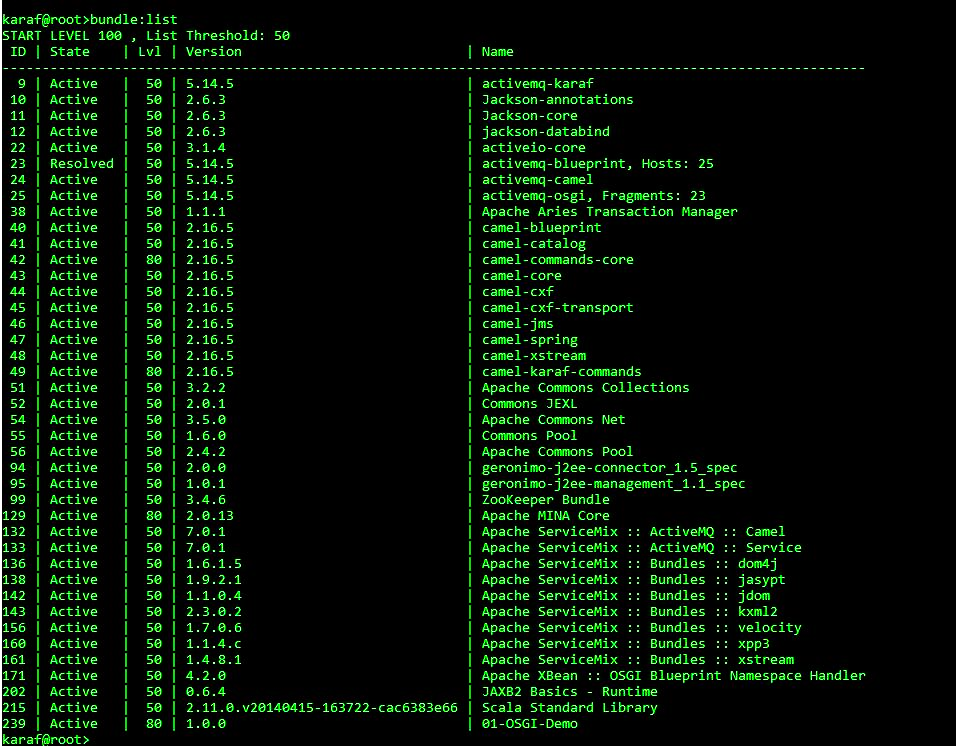 karaf@root>bundle:list
START LEVEL 100 , List Threshold: 50
 ID | State    | Lvl | Version                          | Name
------------------------------------------------------------------------------------------------------------
  9 | Active   |  50 | 5.14.5                           | activemq-karaf
 10 | Active   |  50 | 2.6.3                            | Jackson-annotations
 11 | Active   |  50 | 2.6.3                            | Jackson-core
 12 | Active   |  50 | 2.6.3                            | jackson-databind
 22 | Active   |  50 | 3.1.4                            | activeio-core
 23 | Resolved |  50 | 5.14.5                           | activemq-blueprint, Hosts: 25
 24 | Active   |  50 | 5.14.5                           | activemq-camel
 25 | Active   |  50 | 5.14.5                           | activemq-osgi, Fragments: 23
 38 | Active   |  50 | 1.1.1                            | Apache Aries Transaction Manager
 40 | Active   |  50 | 2.16.5                           | camel-blueprint
 41 | Active   |  50 | 2.16.5                           | camel-catalog
 42 | Active   |  80 | 2.16.5                           | camel-commands-core
 43 | Active   |  50 | 2.16.5                           | camel-core
 44 | Active   |  50 | 2.16.5                           | camel-cxf
 45 | Active   |  50 | 2.16.5                           | camel-cxf-transport
 46 | Active   |  50 | 2.16.5                           | camel-jms
 47 | Active   |  50 | 2.16.5                           | camel-spring
 48 | Active   |  50 | 2.16.5                           | camel-xstream
 49 | Active   |  80 | 2.16.5                           | camel-karaf-commands
 51 | Active   |  50 | 3.2.2                            | Apache Commons Collections
 52 | Active   |  50 | 2.0.1                            | Commons JEXL
 54 | Active   |  50 | 3.5.0                            | Apache Commons Net
 55 | Active   |  50 | 1.6.0                            | Commons Pool
 56 | Active   |  50 | 2.4.2                            | Apache Commons Pool
 94 | Active   |  50 | 2.0.0                            | geronimo-j2ee-connector_1.5_spec
 95 | Active   |  50 | 1.0.1                            | geronimo-j2ee-management_1.1_spec
 99 | Active   |  50 | 3.4.6                            | ZooKeeper Bundle
129 | Active   |  80 | 2.0.13                           | Apache MINA Core
132 | Active   |  50 | 7.0.1                            | Apache ServiceMix :: ActiveMQ :: Camel
133 | Active   |  50 | 7.0.1                            | Apache ServiceMix :: ActiveMQ :: Service
136 | Active   |  50 | 1.6.1.5                          | Apache ServiceMix :: Bundles :: dom4j
138 | Active   |  50 | 1.9.2.1                          | Apache ServiceMix :: Bundles :: jasypt
142 | Active   |  50 | 1.1.0.4                          | Apache ServiceMix :: Bundles :: jdom
143 | Active   |  50 | 2.3.0.2                          | Apache ServiceMix :: Bundles :: kxml2
156 | Active   |  50 | 1.7.0.6                          | Apache ServiceMix :: Bundles :: velocity
160 | Active   |  50 | 1.1.4.c                          | Apache ServiceMix :: Bundles :: xpp3
161 | Active   |  50 | 1.4.8.1                          | Apache ServiceMix :: Bundles :: xstream
171 | Active   |  50 | 4.2.0                            | Apache XBean :: OSGI Blueprint Namespace Handler
202 | Active   |  50 | 0.6.4                            | JAXB2 Basics - Runtime
215 | Active   |  50 | 2.11.0.v20140415-163722-cac6383e66 | Scala Standard Library
239 | Active   |  80 | 1.0.0                            | 01-OSGI-Demo
karaf@root>